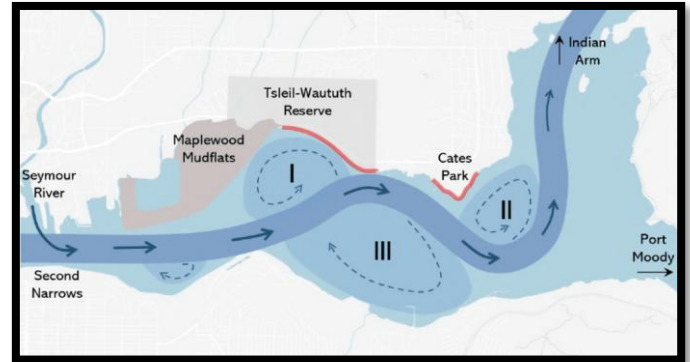 Indian
Arm
Tsleil-Waututh
Reserve
Maplewood
Mudflats
Cates
Park
Seymour
River
I
II
III
Port
Moody
Second
Narrows